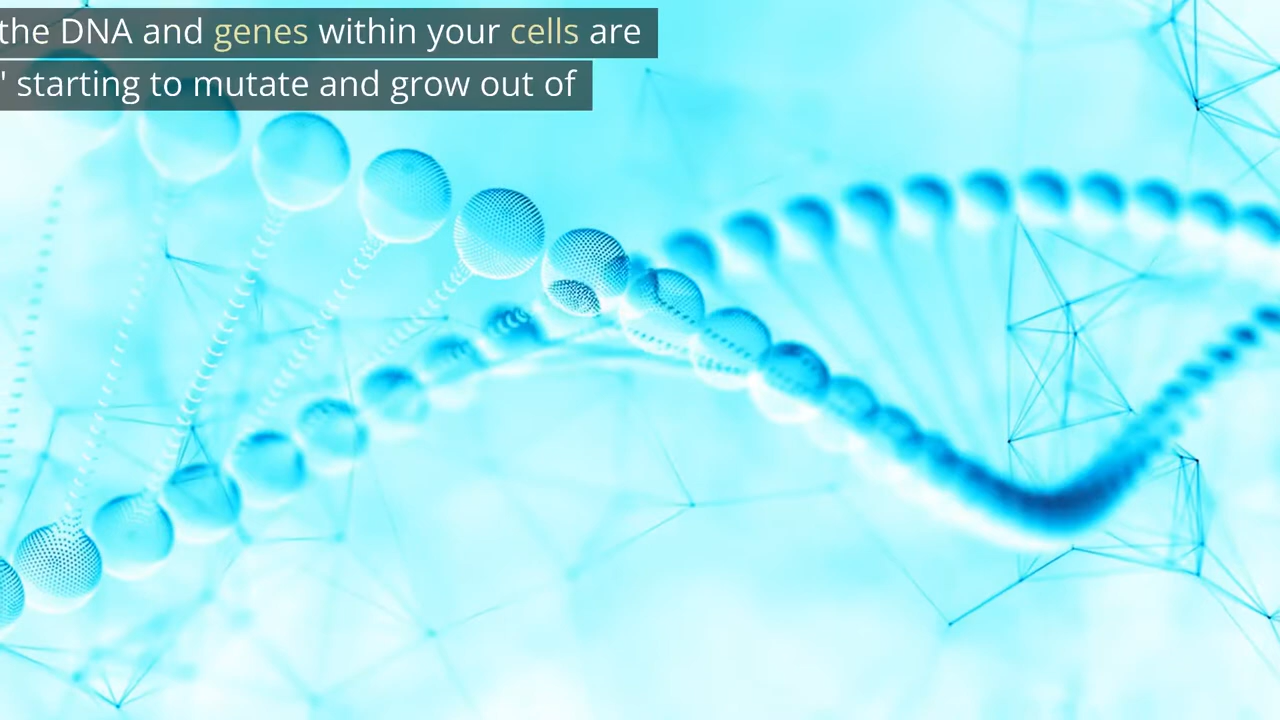 the DNA and genes within your cells are
' starting to mutate and grow out of